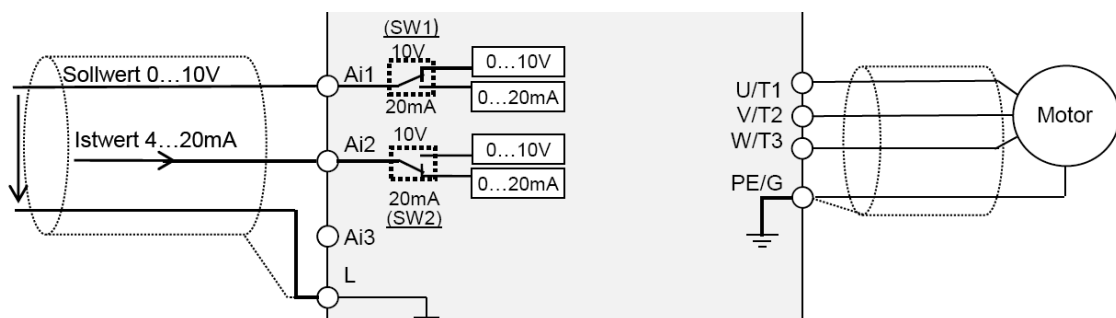 (SW1)
10V
0...10V
Sollwert 0...10V
Ai1
20mA
0...20mA
10V
0...10V
Istwert 4...20mA
Ai2
20mA
0...20mA
(SW2)
Ai3
L
U/T1
V/T2
W/T3
PE/G
Motor